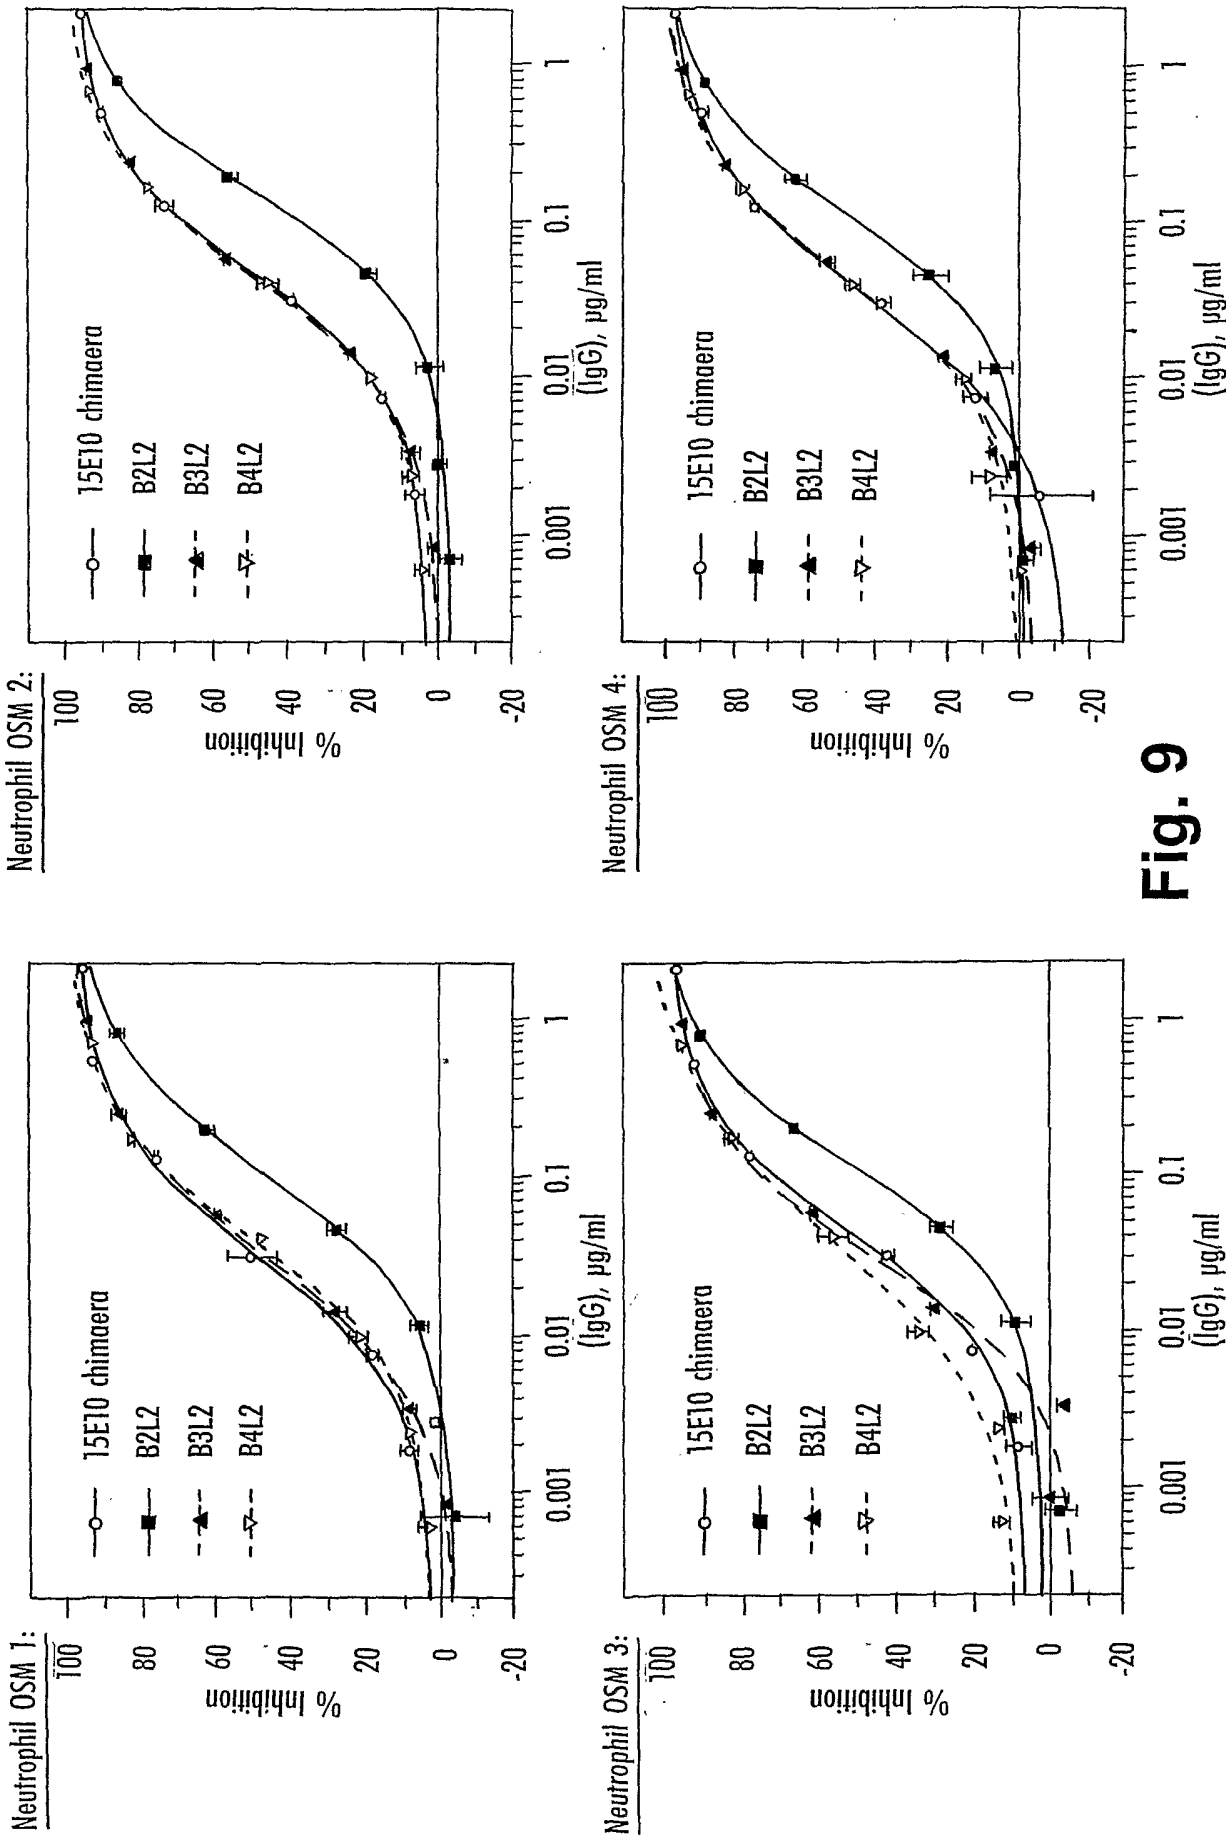 Neutrophil OSM 1:
% Inhibition
100
80
60
40
20
0
-20
15E10 chimaera
B2L2
B3L2
B4L2
0.001
0.01
0.1
1
(IgG), µg/ml
Neutrophil OSM 2:
% Inhibition
100
80
60
40
20
0
-20
15E10 chimaera
B2L2
B3L2
B4L2
0.001
0.01
0.1
1
(IgG), µg/ml
Neutrophil OSM 3:
% Inhibition
100
80
60
40
20
0
-20
15E10 chimaera
B2L2
B3L2
B4L2
0.001
0.01
0.1
1
(IgG), µg/ml
Neutrophil OSM 4:
% Inhibition
100
80
60
40
20
0
-20
15E10 chimaera
B2L2
B3L2
B4L2
0.001
0.01
0.1
1
(IgG), µg/ml
Fig. 9